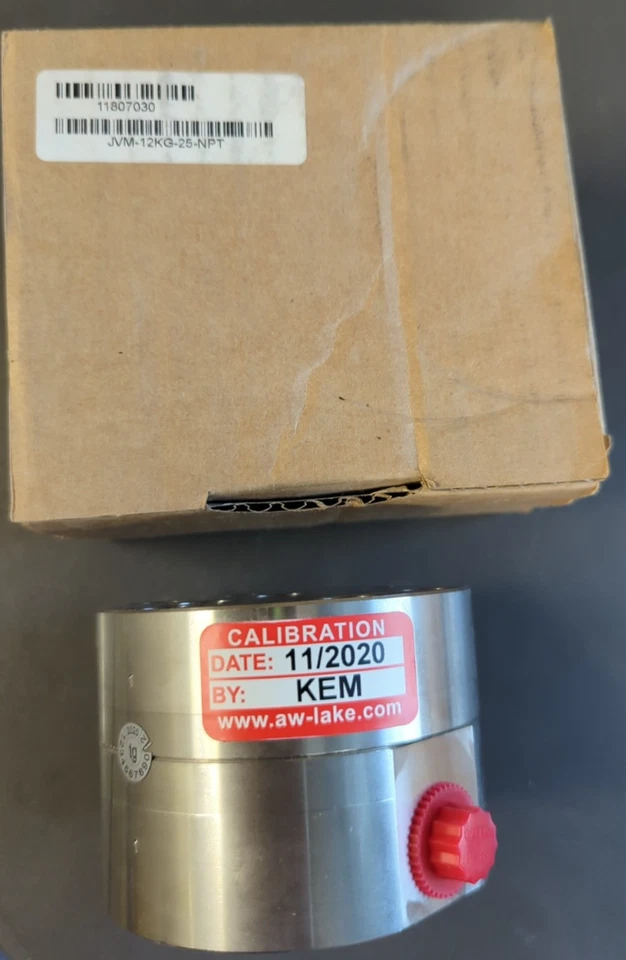 11807030
JVM-12KG-25-NPT
CALIBRATION
DATE: 11/2020
BY: KEM
www.aw-lake.com